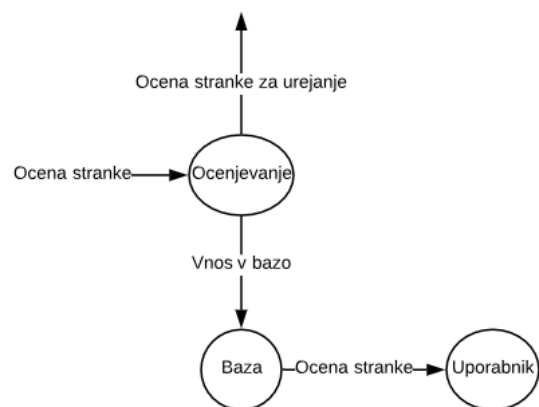 Ocena stranke za urejanje
Ocena stranke
Ocenjevanje
Vnos v bazo
Baza
Ocena stranke
Uporabnik